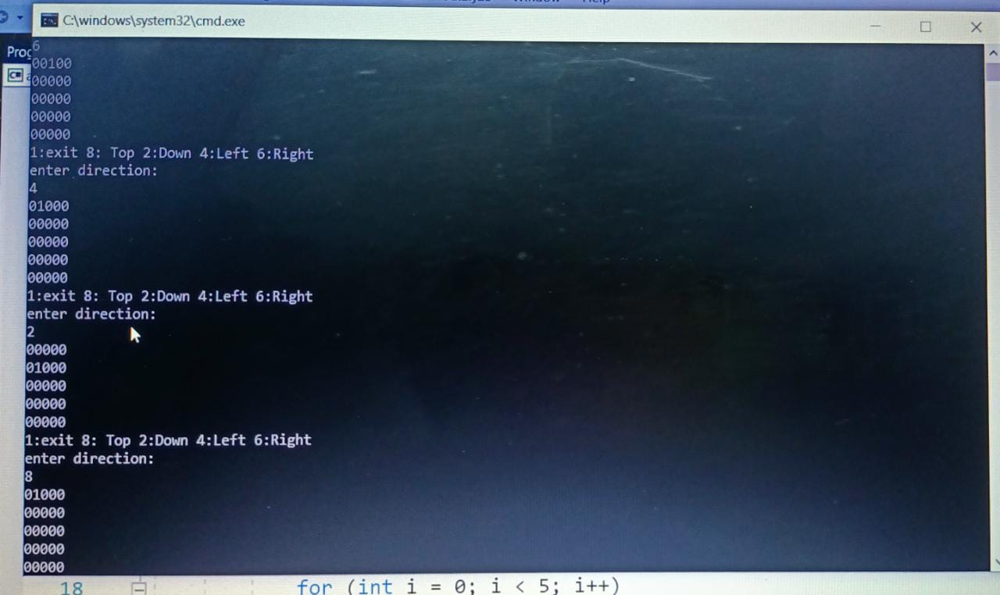 Window Help
C:\windows\system32\cmd.exe
Prog
6
00100
00000
00000
00000
00000
1:exit 8: Top 2:Down 4:Left 6:Right
enter direction:
4
01000
00000
00000
00000
00000
1:exit 8: Top 2:Down 4:Left 6:Right
enter direction:
2
00000
01000
00000
00000
00000
1:exit 8: Top 2:Down 4:Left 6:Right
enter direction:
8
01000
00000
00000
00000
00000
18 for (int i = 0; i < 5; i++)